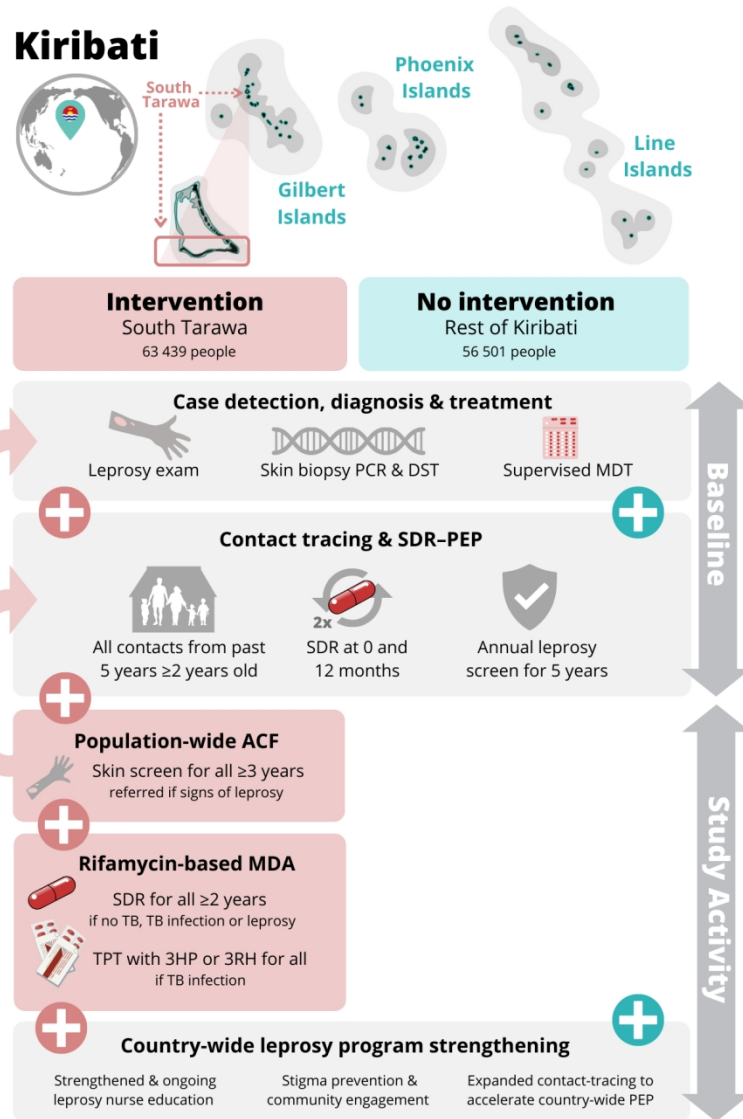 Kiribati
South
Tarawa
Phoenix
Islands
Gilbert
Islands
Line
Islands
Intervention
South Tarawa
63 439 people
No intervention
Rest of Kiribati
56 501 people
Case detection, diagnosis & treatment
Leprosy exam
Skin biopsy PCR & DST
Supervised MDT
Baseline
Contact tracing & SDR–PEP
2x
All contacts from past
5 years ≥2 years old
SDR at 0 and
12 months
Annual leprosy
screen for 5 years
Population-wide ACF
Skin screen for all ≥3 years
referred if signs of leprosy
Study Activity
Rifamycin-based MDA
SDR for all ≥2 years
if no TB, TB infection or leprosy
TPT with 3HP or 3RH for all
if TB infection
Country-wide leprosy program strengthening
Strengthened & ongoing
leprosy nurse education
Stigma prevention &
community engagement
Expanded contact-tracing to
accelerate country-wide PEP